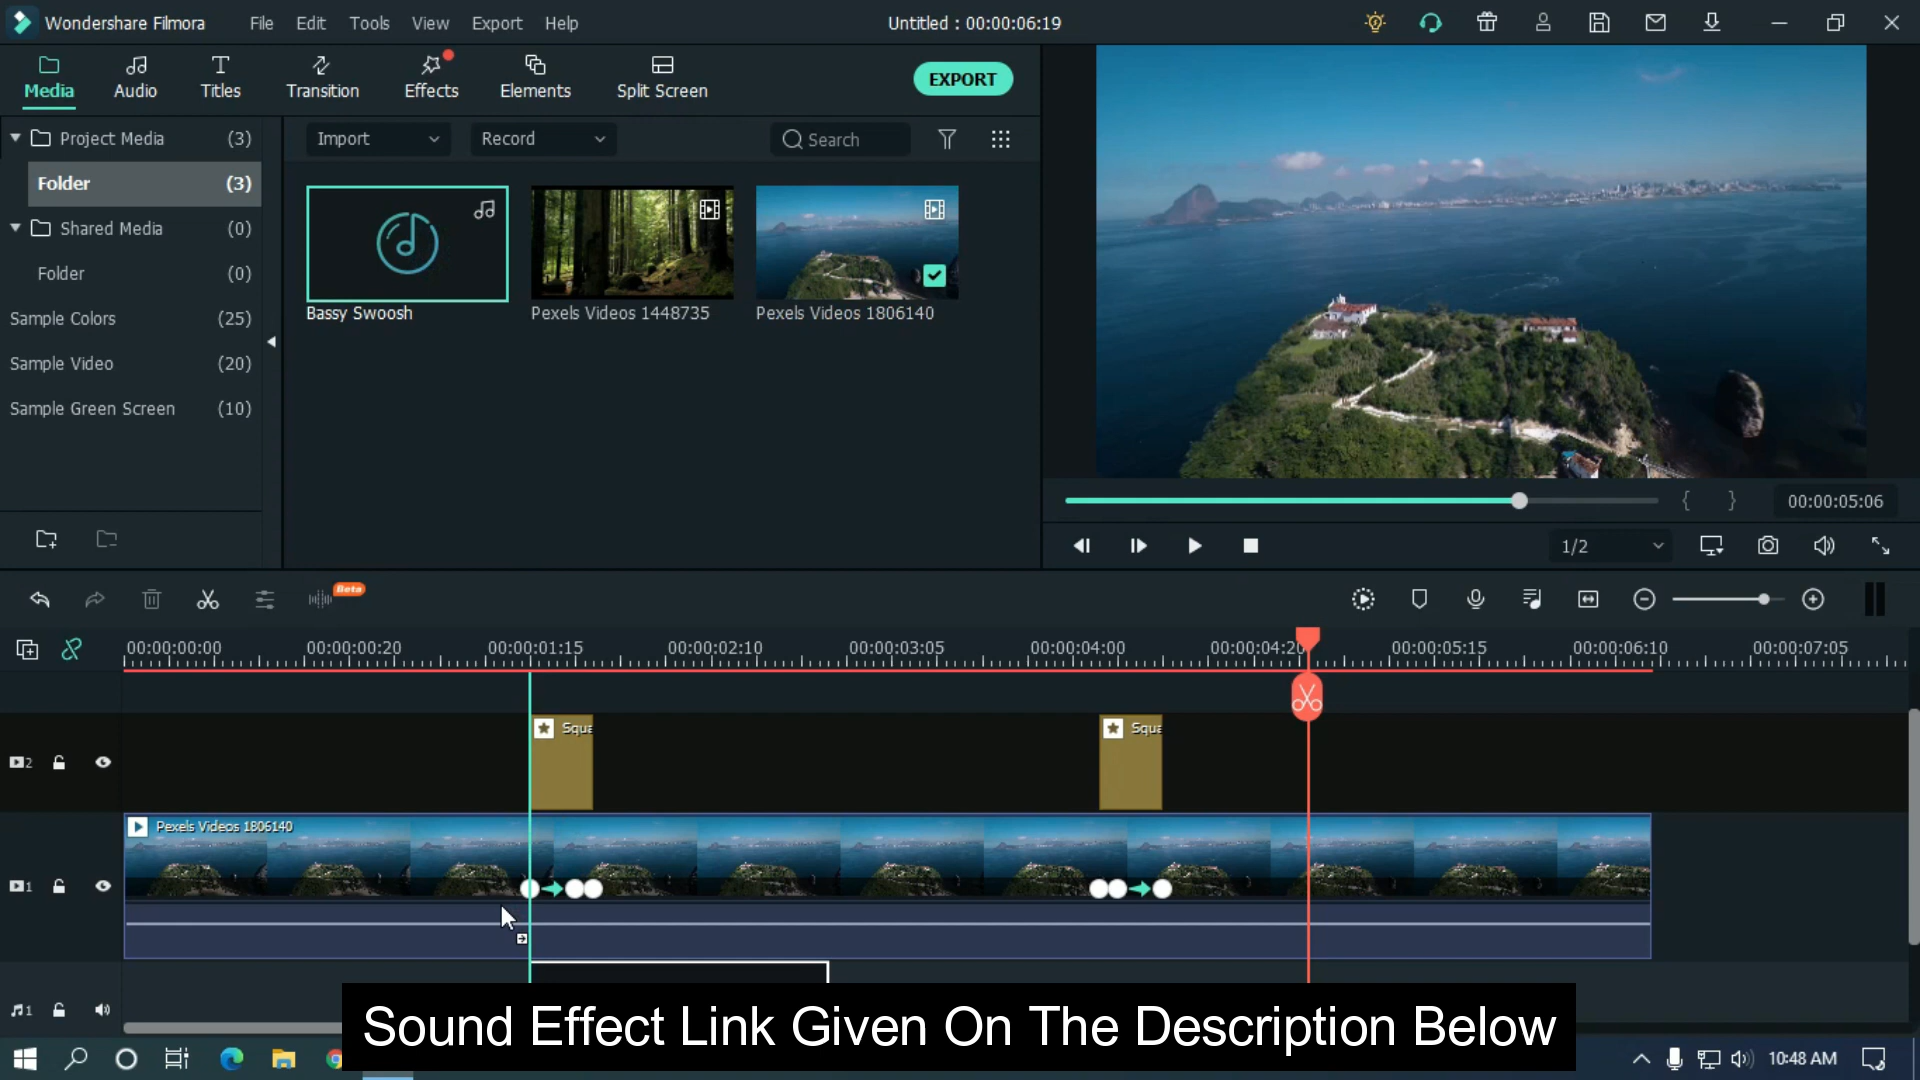 Wondershare Filmora File Edit Tools View Export Help Untitled : 00:00:06:19
Media Audio Titles Transition Effects Elements Split Screen EXPORT
Project Media (3) Import Record Search
Folder (3)
Shared Media (0)
Folder (0)
Sample Colors (25) Bassy Swoosh Pexels Videos 1448735 Pexels Videos 1806140
Sample Video (20)
Sample Green Screen (10)
{ } 00:00:05:06
1/2
Beta
00:00:00:00 00:00:00:20 00:00:01:15 00:00:02:10 00:00:03:05 00:00:04:00 00:00:04:20 00:00:05:15 00:00:06:10 00:00:07:05
Squa Squa
2
Pexels Videos 1806140
1
1
Sound Effect Link Given On The Description Below
10:48 AM